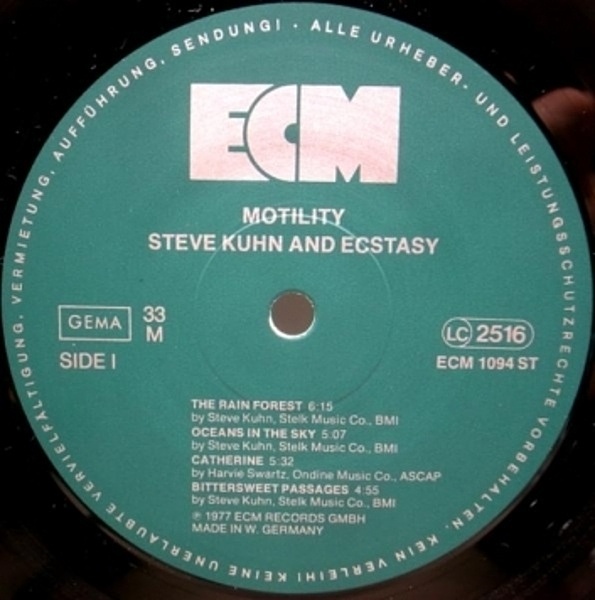 ECM
MOTILITY
STEVE KUHN AND ECSTASY
GEMA
33
M
SIDE I
LC 2516
ECM 1094 ST
THE RAIN FOREST 6:15
by Steve Kuhn, Stelk Music Co., BMI
OCEANS IN THE SKY 5:07
by Steve Kuhn, Stelk Music Co., BMI
CATHERINE 5:32
by Harvie Swartz, Ondine Music Co., ASCAP
BITTERSWEET PASSAGES 4:55
by Steve Kuhn, Stelk Music Co., BMI
℗ 1977 ECM RECORDS GMBH
MADE IN W. GERMANY
ALLE URHEBER- UND LEISTUNGSSCHUTZRECHTE VORBEHALTEN. KEIN VERLEIH! KEINE UNERLAUBTE VERVIELFÄLTIGUNG, VERMIETUNG, AUFFÜHRUNG, SENDUNG! ·